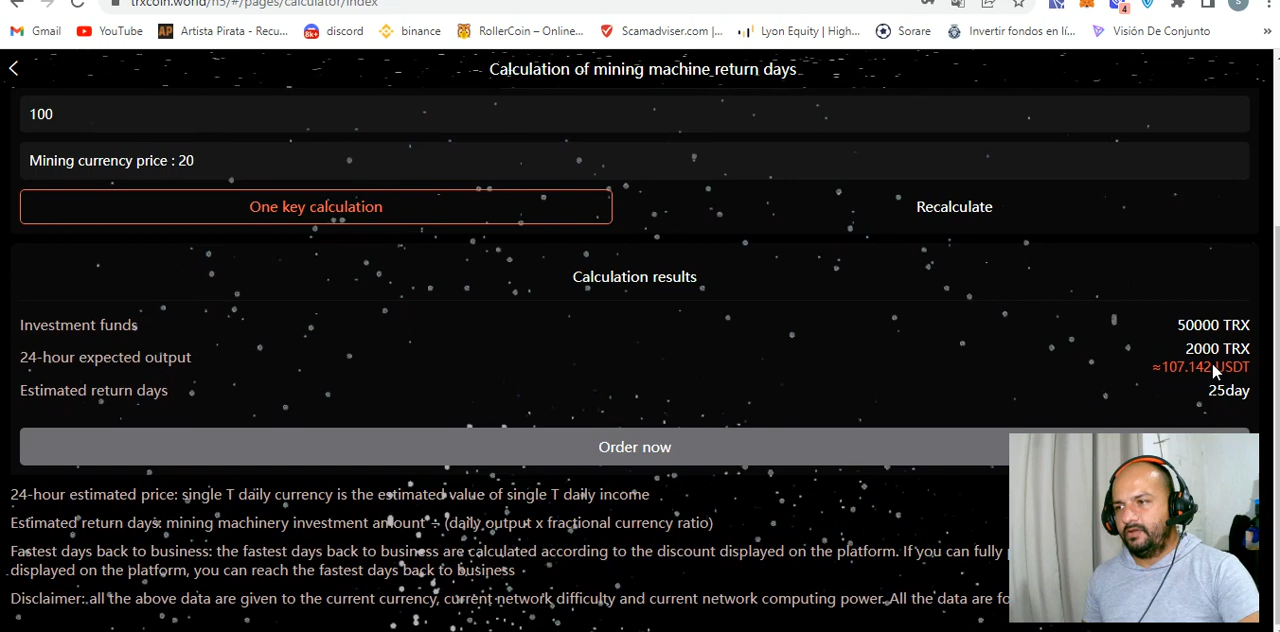 trxcoin.world/h5/#/pages/calculator/index
4
S
Gmail
YouTube
AP
Artista Pirata - Recu...
8k+
discord
binance
RollerCoin – Online...
Scamadviser.com |...
Lyon Equity | High...
Sorare
Invertir fondos en lí...
Visión De Conjunto
»
Calculation of mining machine return days
100
Mining currency price : 20
One key calculation
Recalculate
Calculation results
Investment funds
50000 TRX
24-hour expected output
2000 TRX
≈107.142 USDT
Estimated return days
25day
Order now
24-hour estimated price: single T daily currency is the estimated value of single T daily income
Estimated return days: mining machinery investment amount ÷ (daily output x fractional currency ratio)
Fastest days back to business: the fastest days back to business are calculated according to the discount displayed on the platform. If you can fully
displayed on the platform, you can reach the fastest days back to business
Disclaimer: all the above data are given to the current currency, current network difficulty and current network computing power. All the data are